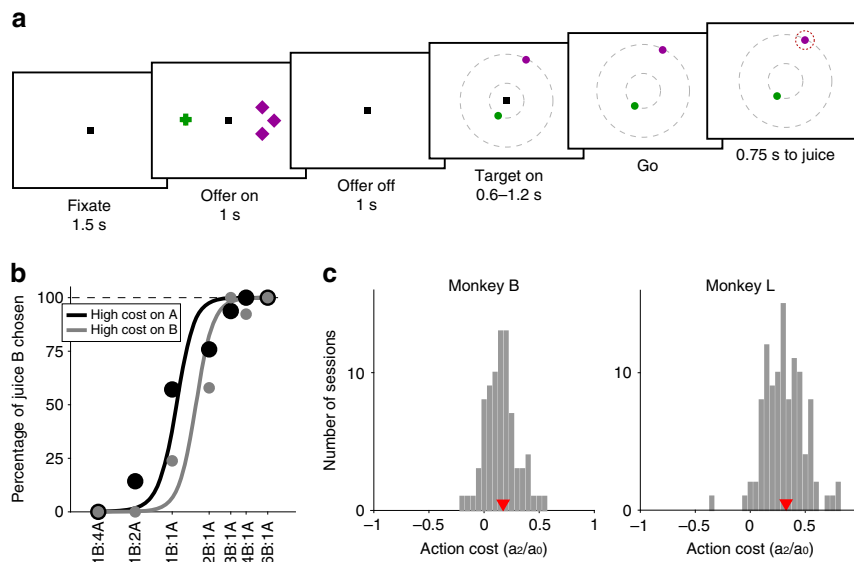 a
Fixate
1.5 s
Offer on
1 s
Offer off
1 s
Target on
0.6–1.2 s
Go
0.75 s to juice
b
Percentage of juice B chosen
100
75
50
25
0
High cost on A
High cost on B
1B:4A
1B:2A
1B:1A
2B:1A
3B:1A
4B:1A
6B:1A
c
Monkey B
Number of sessions
10
0
−1
−0.5
0
0.5
1
Action cost (a2/a0)
Monkey L
10
0
−1
−0.5
0
0.5
Action cost (a2/a0)